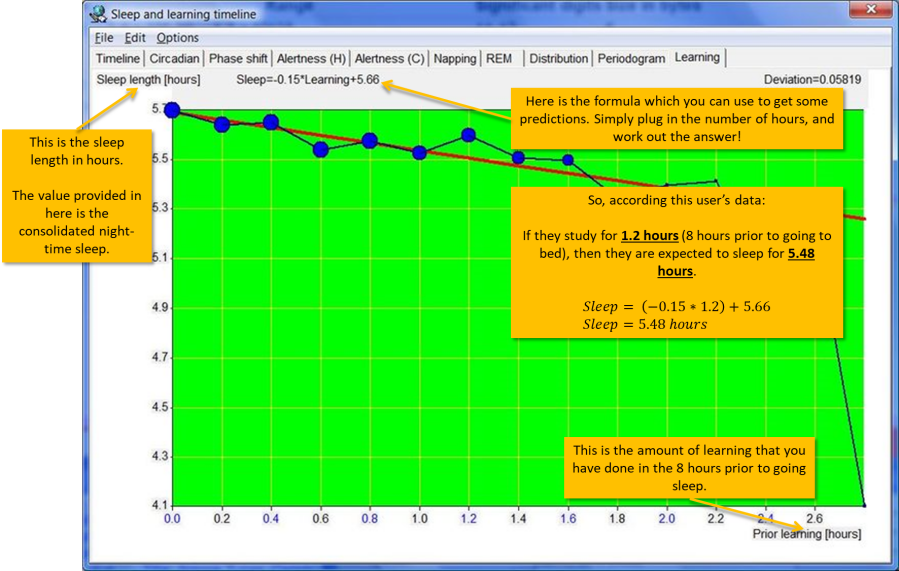 Range Significant digits Size in bytes
Sleep and learning timeline
File Edit Options
Timeline Circadian Phase shift Alertness (H) Alertness (C) Napping REM Distribution Periodogram Learning
Sleep length [hours] Sleep=-0.15*Learning+5.66 Deviation=0.05819
Here is the formula which you can use to get some
predictions. Simply plug in the number of hours, and
work out the answer!
This is the sleep
length in hours.
The value provided in
here is the
consolidated night-
time sleep.
So, according this user's data:
If they study for 1.2 hours (8 hours prior to going to
bed), then they are expected to sleep for 5.48
hours.
Sleep = (−0.15 ∗ 1.2) + 5.66
Sleep = 5.48 hours
5.7
5.5
5.3
5.1
4.9
4.7
4.5
4.3
4.1
This is the amount of learning that you
have done in the 8 hours prior to going
sleep.
0.0 0.2 0.4 0.6 0.8 1.0 1.2 1.4 1.6 1.8 2.0 2.2 2.4 2.6
Prior learning [hours]